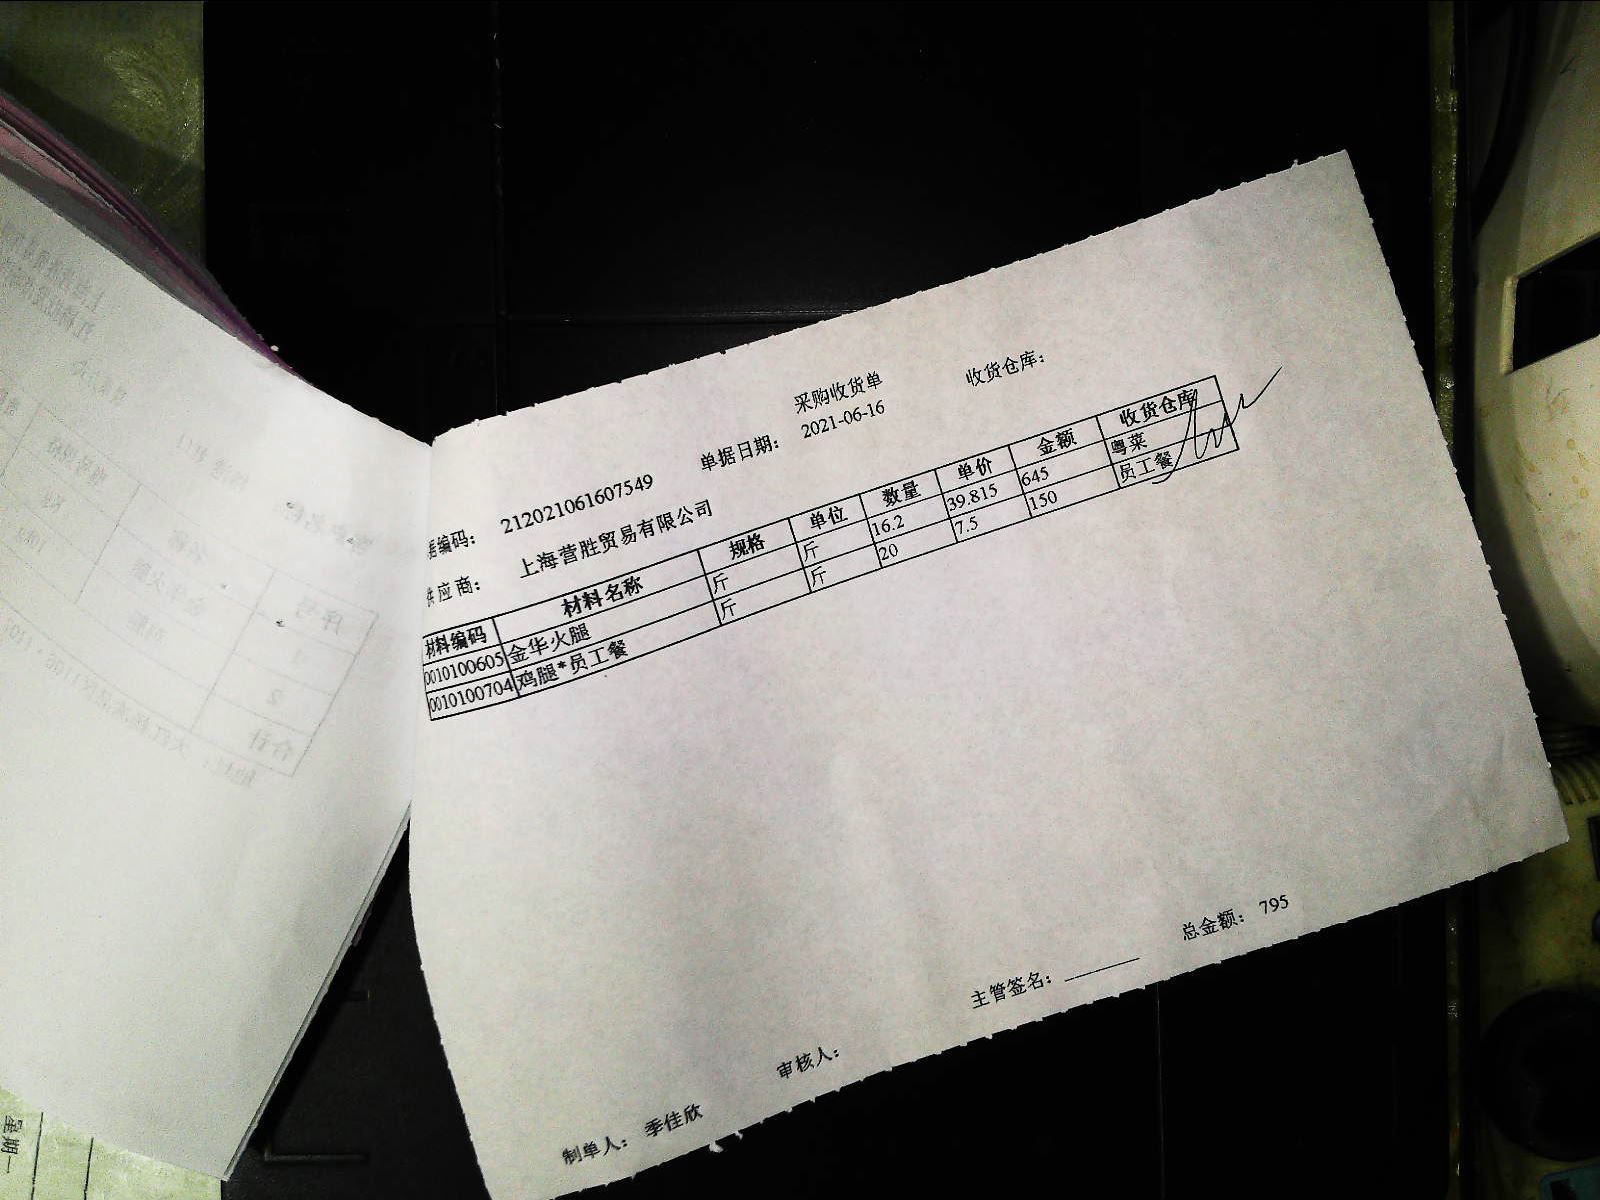 采购收货单
收货仓库：
据编码： 212021061607549 单据日期： 2021-06-16
供应商： 上海营胜贸易有限公司
材料编码 材料名称 规格 单位 数量 单价 金额 收货仓库
0010100605 金华火腿 斤 斤 16.2 39.815 645 粤菜
0010100704 鸡腿*员工餐 斤 斤 20 7.5 150 员工餐
总金额： 795
主管签名：
审核人：
制单人： 季佳欣
星期一